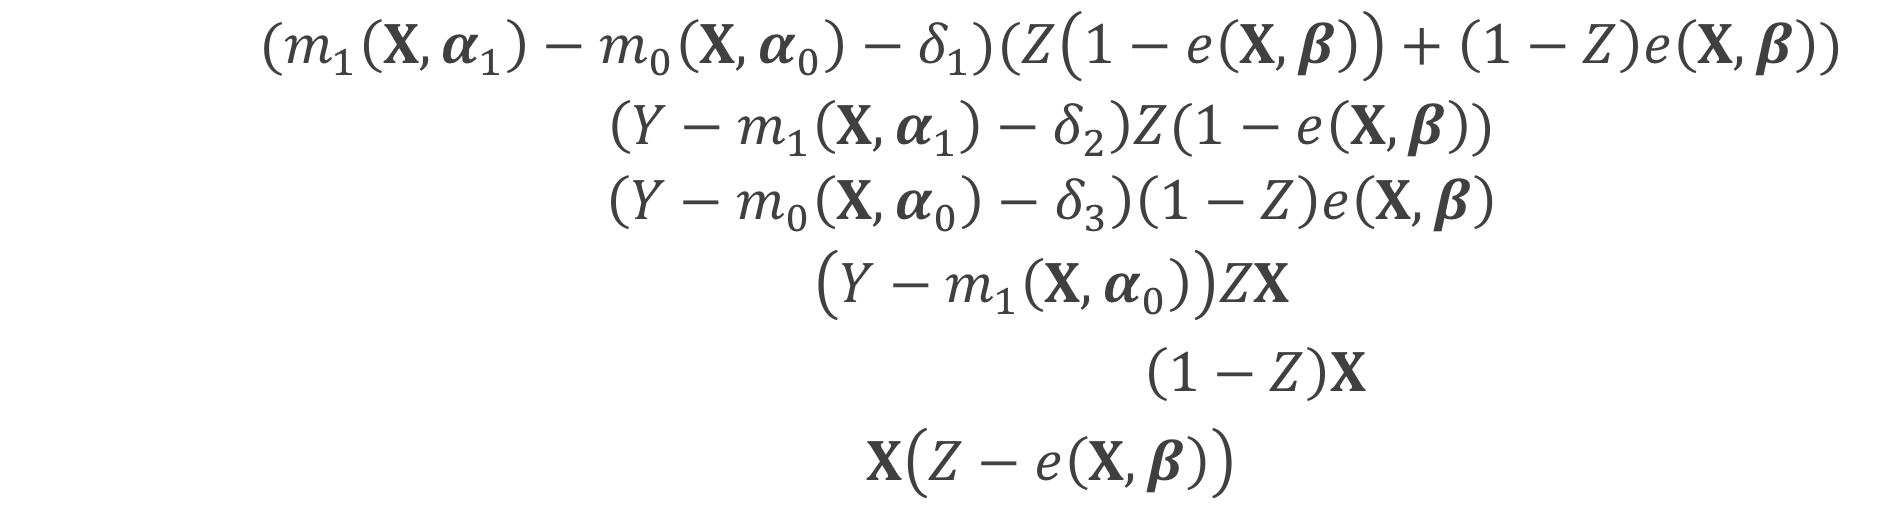 (m₁(𝐗, 𝜶₁) − m₀(𝐗, 𝜶₀) − δ₁)(Z(1 − e(𝐗, 𝜷)) + (1 − Z)e(𝐗, 𝜷))
(Y − m₁(𝐗, 𝜶₁) − δ₂)Z(1 − e(𝐗, 𝜷))
(Y − m₀(𝐗, 𝜶₀) − δ₃)(1 − Z)e(𝐗, 𝜷)
(Y − m₁(𝐗, 𝜶₀))Z𝐗
(1 − Z)𝐗
𝐗(Z − e(𝐗, 𝜷))